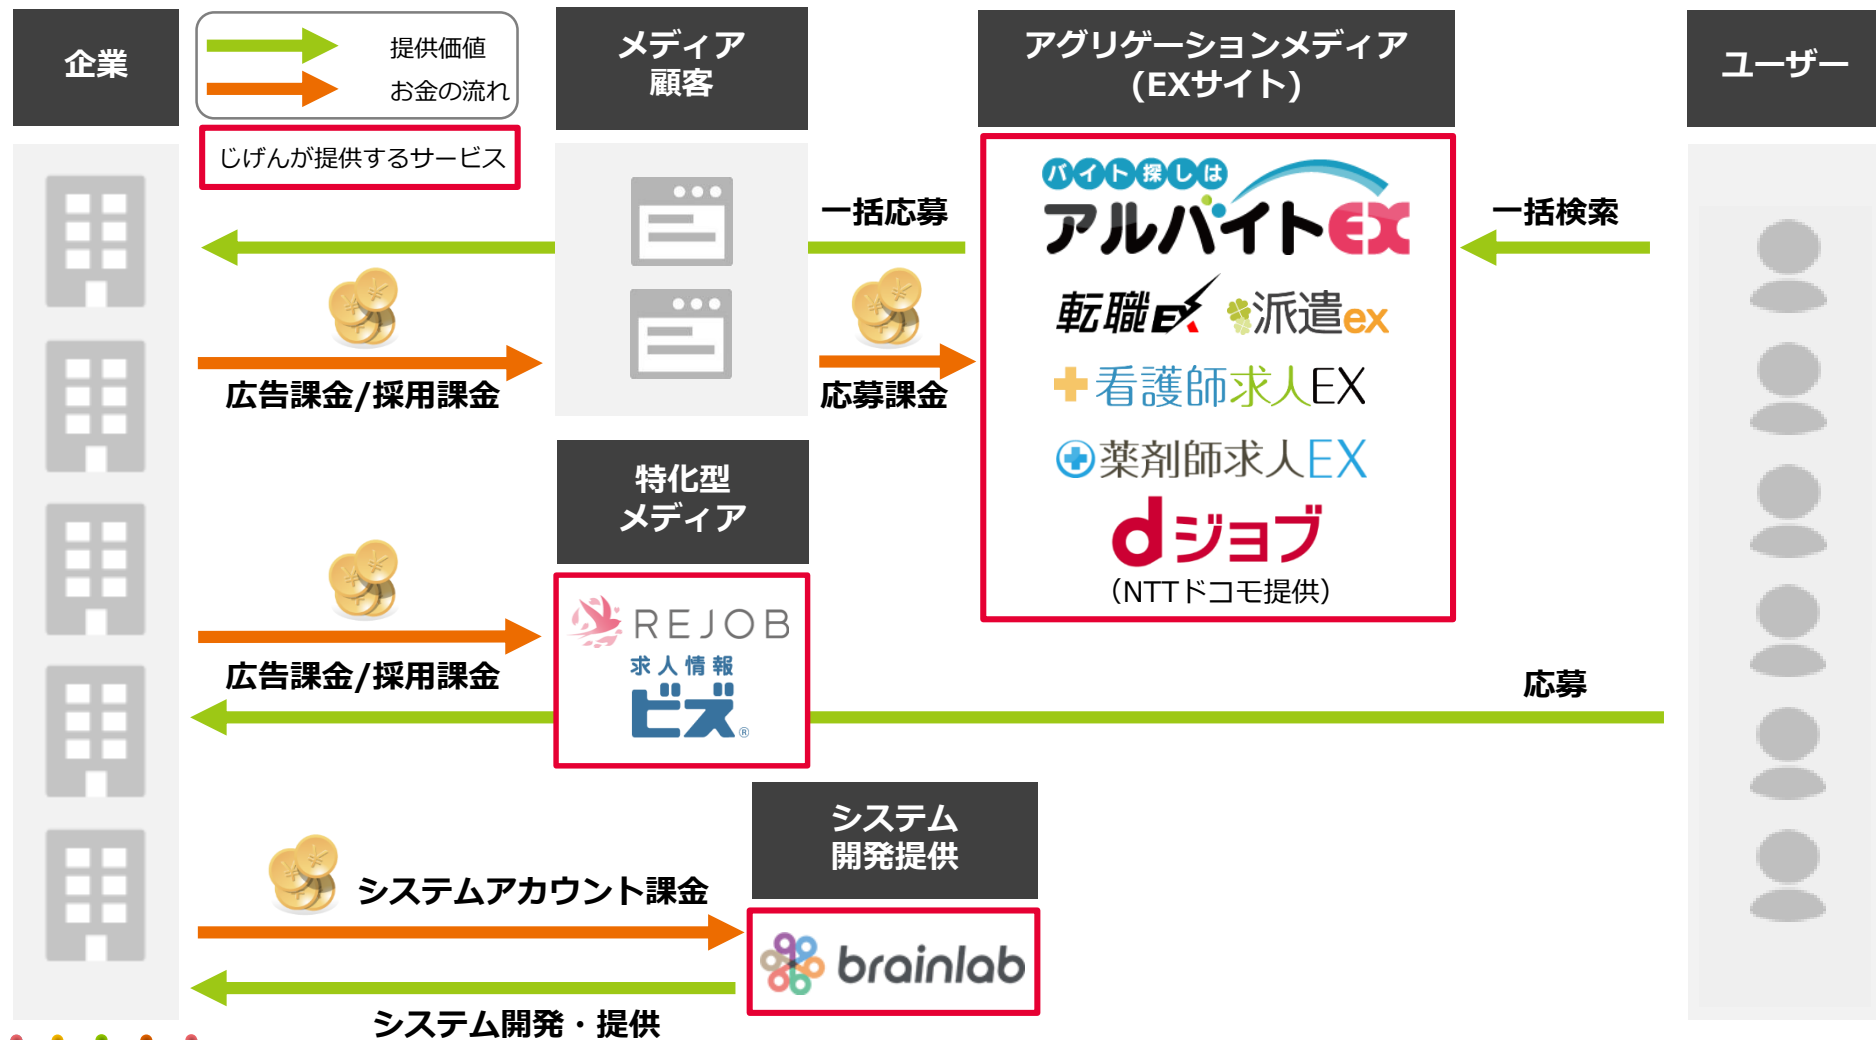 企業
提供価値
お金の流れ
じげんが提供するサービス
メディア
顧客
アグリゲーションメディア
(EXサイト)
ユーザー
一括応募
一括検索
バイト探しは
アルバイトEX
転職EX
派遣ex
看護師求人EX
薬剤師求人EX
dジョブ
（NTTドコモ提供）
広告課金/採用課金
応募課金
特化型
メディア
REJOB
求人情報
ビズ®
広告課金/採用課金
応募
システム
開発提供
システムアカウント課金
brainlab
システム開発・提供